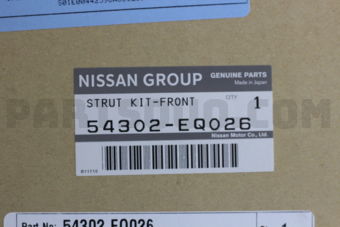 NISSAN GROUP GENUINE PARTS
Made in Japan
STRUT KIT-FRONT Q'TY 1
54302-EQ026
Nissan Motor Co., Ltd.
Part No: 54302-EQ026